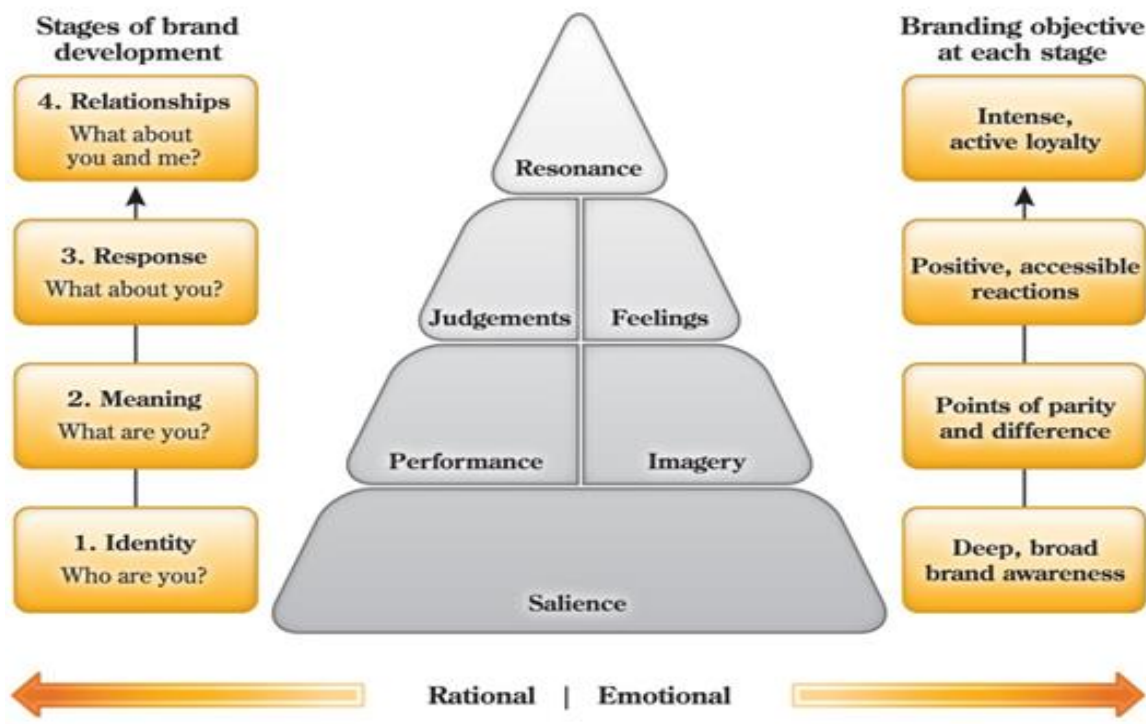 Stages of brand
development
4. Relationships
What about
you and me?
3. Response
What about you?
2. Meaning
What are you?
1. Identity
Who are you?
Resonance
Judgements
Feelings
Performance
Imagery
Salience
Branding objective
at each stage
Intense,
active loyalty
Positive, accessible
reactions
Points of parity
and difference
Deep, broad
brand awareness
Rational | Emotional